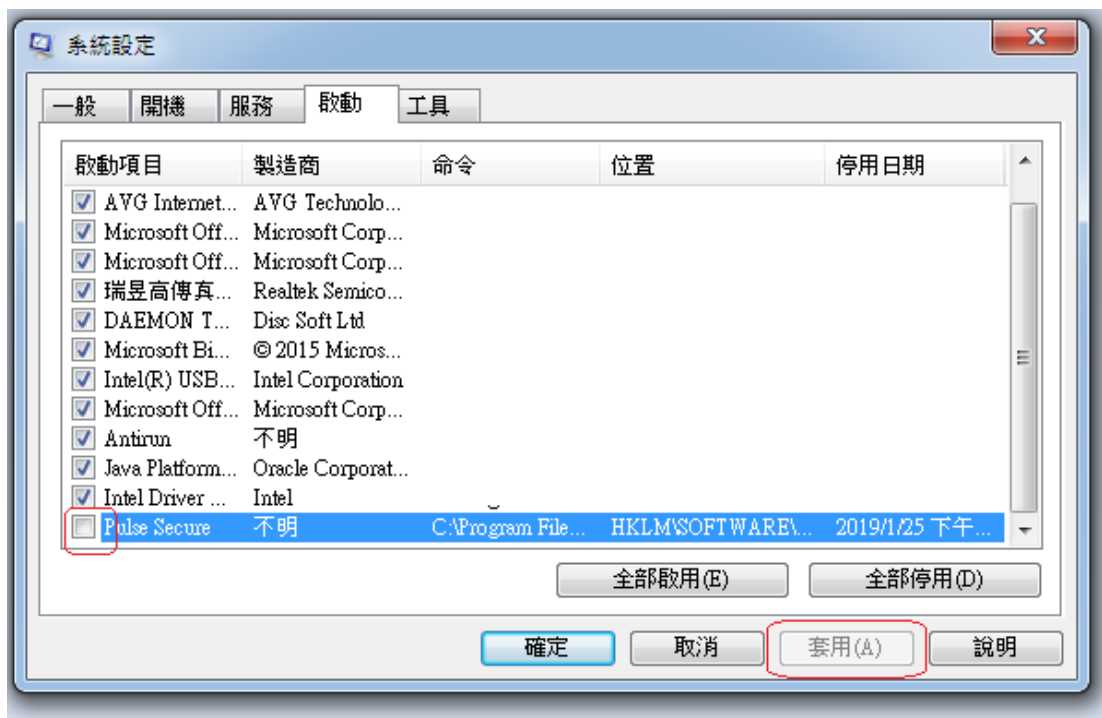 系統設定
一般 開機 服務 啟動 工具
啟動項目 製造商 命令 位置 停用日期
AVG Internet... AVG Technolo...
Microsoft Off... Microsoft Corp...
Microsoft Off... Microsoft Corp...
瑞昱高傳真... Realtek Semico...
DAEMON T... Disc Soft Ltd
Microsoft Bi... © 2015 Micros...
Intel(R) USB... Intel Corporation
Microsoft Off... Microsoft Corp...
Antirun 不明
Java Platform... Oracle Corporat...
Intel Driver ... Intel
Pulse Secure 不明 C:\Program File... HKLM\SOFTWARE\... 2019/1/25 下午...
全部啟用(E) 全部停用(D)
確定 取消 套用(A) 說明